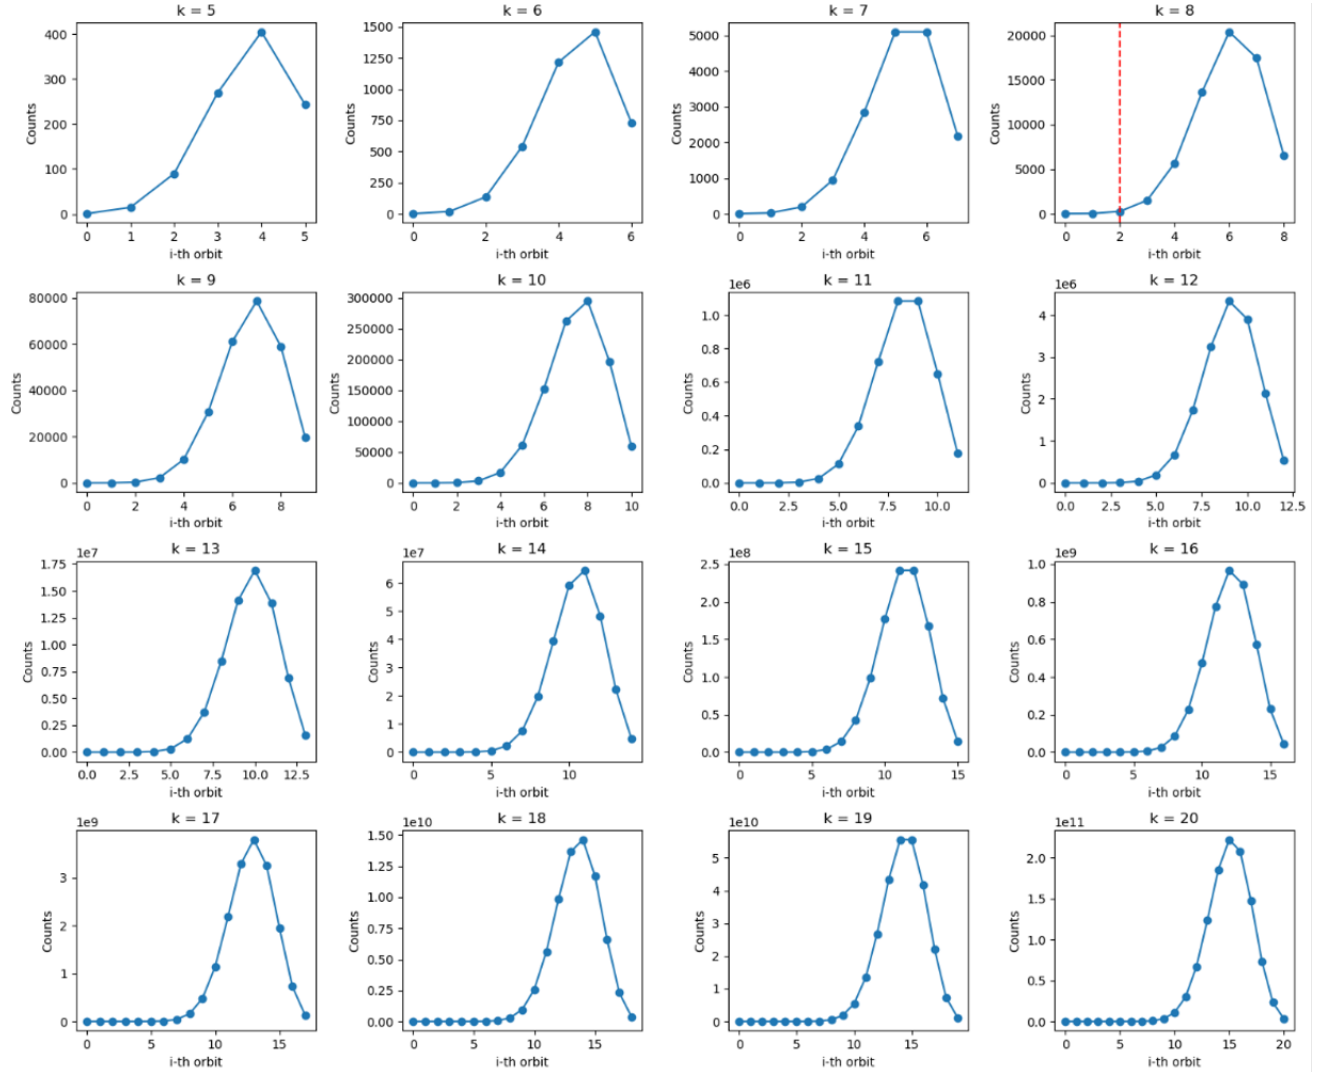 k = 5
400
300
200
100
0
Counts
0 1 2 3 4 5
i-th orbit
k = 6
1500
1250
1000
750
500
250
0
Counts
0 2 4 6
i-th orbit
k = 7
5000
4000
3000
2000
1000
0
Counts
0 2 4 6
i-th orbit
k = 8
20000
15000
10000
5000
0
Counts
0 2 4 6 8
i-th orbit
k = 9
80000
60000
40000
20000
0
Counts
0 2 4 6 8
i-th orbit
k = 10
300000
250000
200000
150000
100000
50000
0
Counts
0 2 4 6 8 10
i-th orbit
k = 11
1e6
1.0
0.8
0.6
0.4
0.2
0.0
Counts
0.0 2.5 5.0 7.5 10.0
i-th orbit
k = 12
1e6
4
3
2
1
0
Counts
0.0 2.5 5.0 7.5 10.0 12.5
i-th orbit
k = 13
1e7
1.75
1.50
1.25
1.00
0.75
0.50
0.25
0.00
Counts
0.0 2.5 5.0 7.5 10.0 12.5
i-th orbit
k = 14
1e7
6
5
4
3
2
1
0
Counts
0 5 10
i-th orbit
k = 15
1e8
2.5
2.0
1.5
1.0
0.5
0.0
Counts
0 5 10 15
i-th orbit
k = 16
1e9
1.0
0.8
0.6
0.4
0.2
0.0
Counts
0 5 10 15
i-th orbit
k = 17
1e9
3
2
1
0
Counts
0 5 10 15
i-th orbit
k = 18
1e10
1.50
1.25
1.00
0.75
0.50
0.25
0.00
Counts
0 5 10 15
i-th orbit
k = 19
1e10
5
4
3
2
1
0
Counts
0 5 10 15
i-th orbit
k = 20
1e11
2.0
1.5
1.0
0.5
0.0
Counts
0 5 10 15 20
i-th orbit